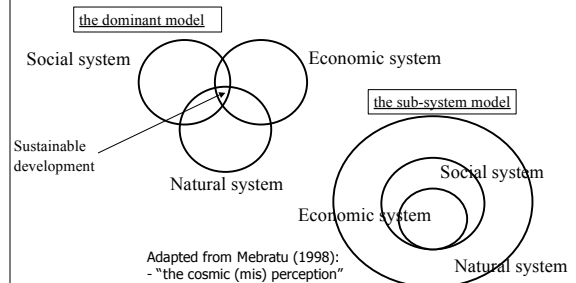 the dominant model
Social system
Economic system
the sub-system model
Sustainable
development
Social system
Natural system
Economic system
Adapted from Mebratu (1998):
- “the cosmic (mis) perception”
Natural system